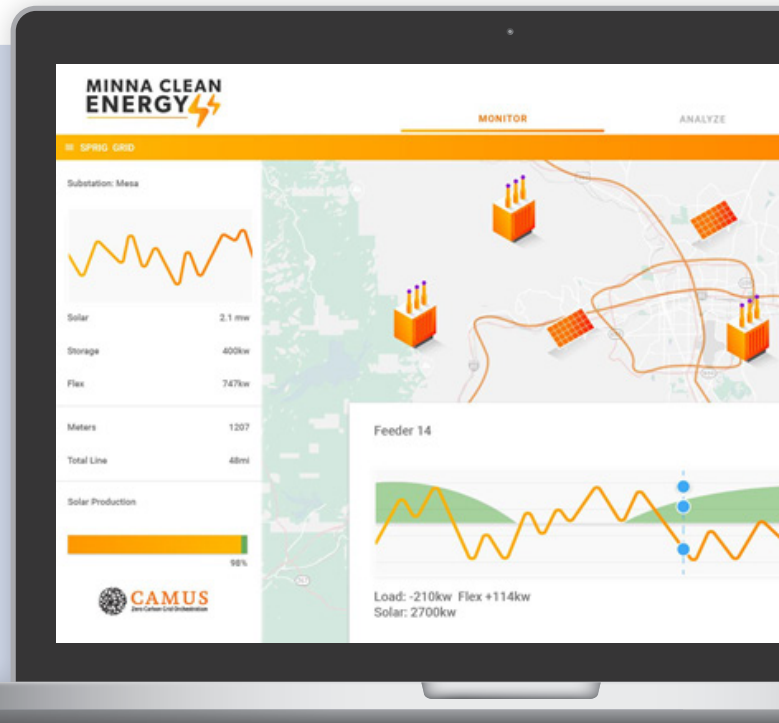 MINNA CLEAN
ENERGY
MONITOR
ANALYZE
SPRIG GRID
Substation: Mesa
Solar 2.1 mw
Storage 400kw
Flex 747kw
Meters 1207
Total Line 48mi
Solar Production
98%
CAMUS
Zero Carbon Grid Orchestration
Feeder 14
Load: -210kw Flex +114kw
Solar: 2700kw